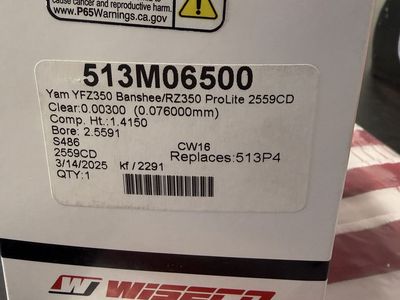 cause cancer and reproductive harm.
www.P65Warnings.ca.gov
513M06500
Yam YFZ350 Banshee/RZ350 ProLite 2559CD
Clear:0.00300 (0.076000mm)
Comp. Ht.:1.4150
Bore: 2.5591
S486
CW16
2559CD
Replaces:513P4
3/14/2025 kf / 2291
QTY:1
WISECO